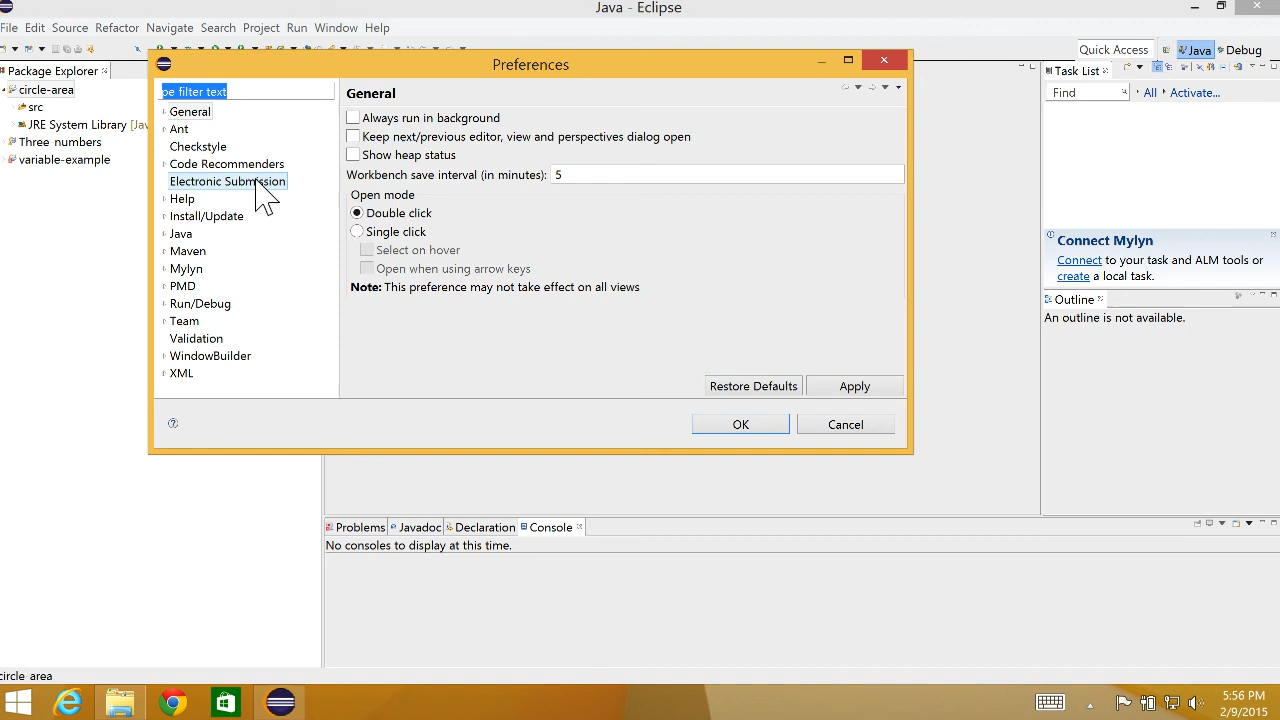 Java - Eclipse
File Edit Source Refactor Navigate Search Project Run Window Help
Quick Access Java Debug
Package Explorer
circle-area
src
JRE System Library [Jav
Three numbers
variable-example
Preferences
pe filter text
General
Ant
Checkstyle
Code Recommenders
Electronic Submission
Help
Install/Update
Java
Maven
Mylyn
PMD
Run/Debug
Team
Validation
WindowBuilder
XML
General
Always run in background
Keep next/previous editor, view and perspectives dialog open
Show heap status
Workbench save interval (in minutes): 5
Open mode
Double click
Single click
Select on hover
Open when using arrow keys
Note: This preference may not take effect on all views
Restore Defaults Apply
OK Cancel
Task List
Find All Activate...
Connect Mylyn
Connect to your task and ALM tools or
create a local task.
Outline
An outline is not available.
Problems Javadoc Declaration Console
No consoles to display at this time.
circle area
5:56 PM
2/9/2015